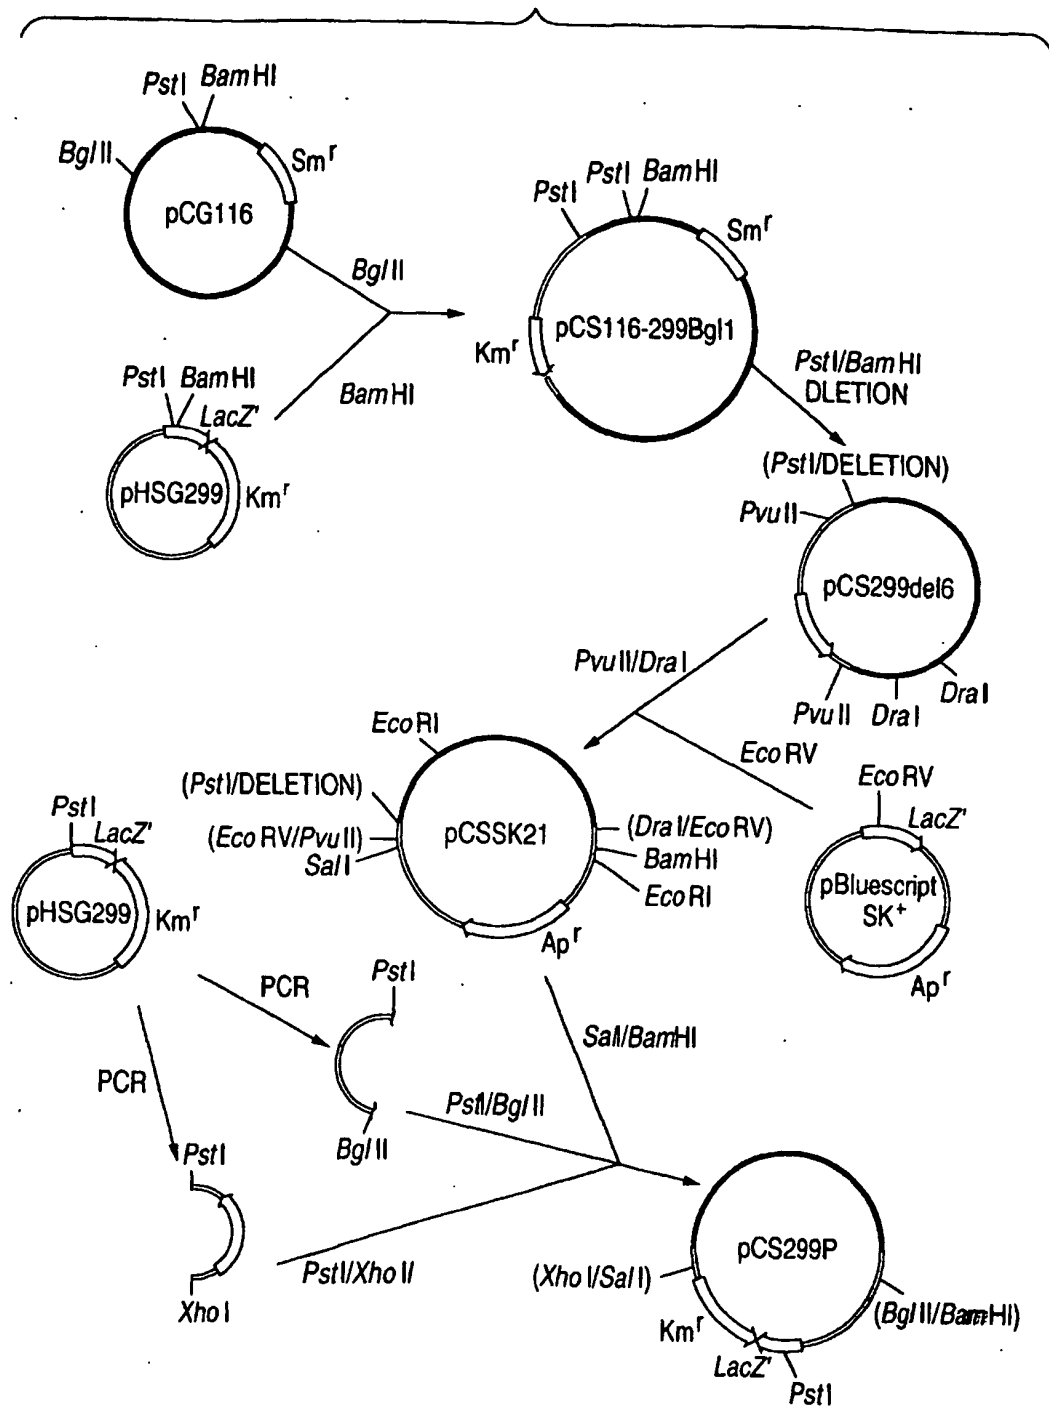 PstI BamHI
BglII
Smr
pCG116
BglII
PstI BamHI
LacZ'
BamHI
pHSG299
Kmr
PstI PstI BamHI
Smr
pCS116-299Bgl1
Kmr
PstI/BamHI
DLETION
(PstI/DELETION)
PvuII
pCS299del6
PvuII DraI DraI
PvuII/DraI
EcoRV
EcoRI
(PstI/DELETION)
(EcoRV/PvuII)
SalI
pCSSK21
(DraI/EcoRV)
BamHI
EcoRI
Apr
EcoRV
LacZ'
pBluescript
SK+
Apr
PstI
LacZ'
pHSG299
Kmr
PCR
PCR
PstI
BglII
SalI/BamHI
PstI/BglII
PstI
XhoI
PstI/XhoI/
pCS299P
(XhoI/SalI)
(BglII/BamHI)
Kmr
LacZ'
PstI